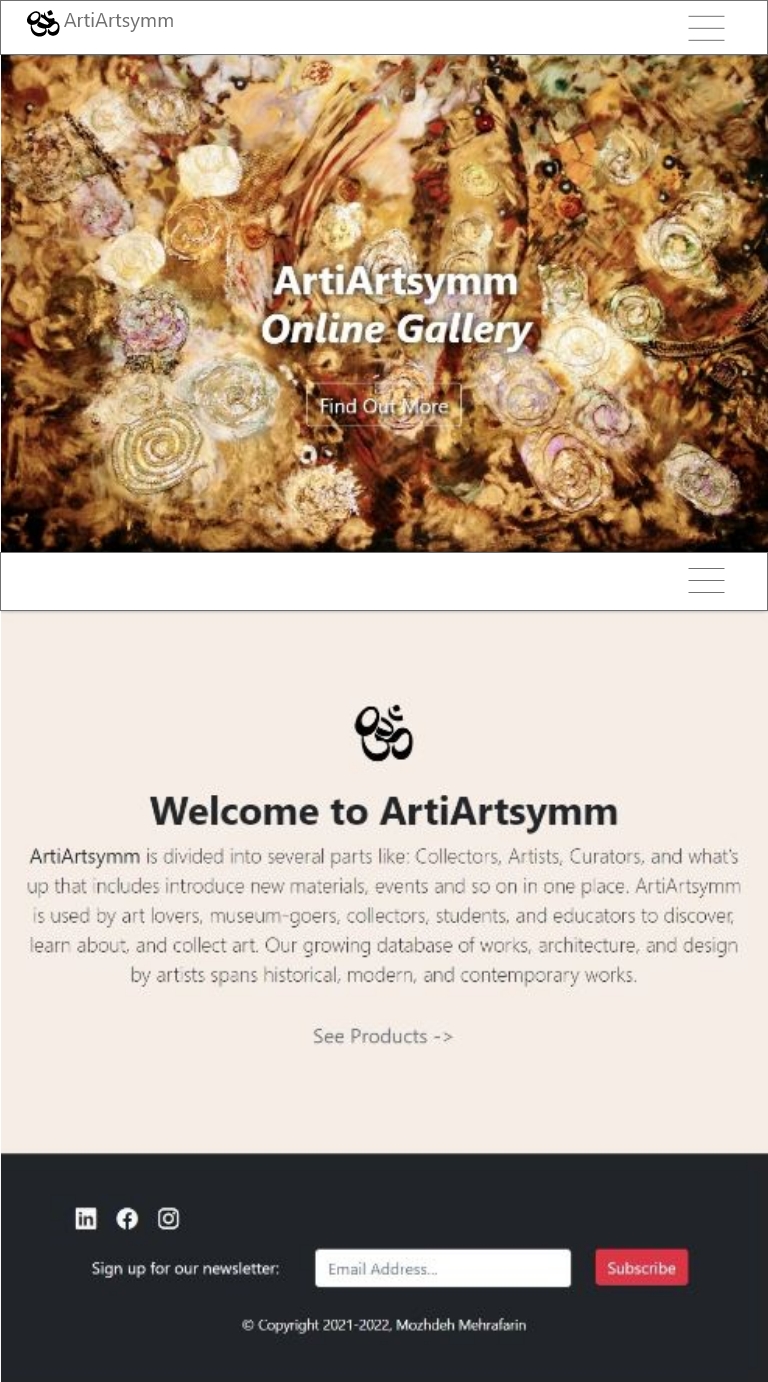 ArtiArtsymm
ArtiArtsymm
Online Gallery
Find Out More
Welcome to ArtiArtsymm
ArtiArtsymm is divided into several parts like: Collectors, Artists, Curators, and what's
up that includes introduce new materials, events and so on in one place. ArtiArtsymm
is used by art lovers, museum-goers, collectors, students, and educators to discover,
learn about, and collect art. Our growing database of works, architecture, and design
by artists spans historical, modern, and contemporary works.
See Products ->
Sign up for our newsletter: Email Address... Subscribe
© Copyright 2021-2022, Mozhdeh Mehrafarin